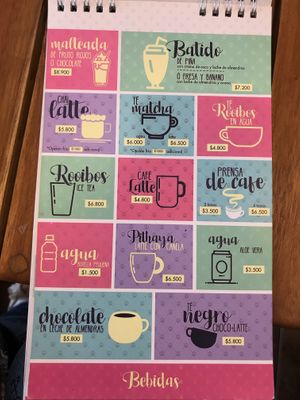 malteada
DE FRUTOS ROJOS
O CHOCOLATE
$8.900
Batido
DE PIÑA
O FRESA Y BANANO
$7.200
CHAI
latte
$5.800
TÉ
matcha
$6.000
$6.500
TÉ
Rooibos
EN AGUA
$4.800
Rooibos
ICE TEA
$6.800
CAFÉ
Latte
$4.800
PRENSA
de café
$3.500
$6.500
agua
BOTELLA PEQUEÑA
$1.500
Pithaya
LATTE CON CANELA
$6.500
agua
ALOE VERA
$3.500
chocolate
EN LECHE DE ALMENDRAS
$5.800
TÉ
negro
CHOCO-LATTE
$5.800
Bebidas